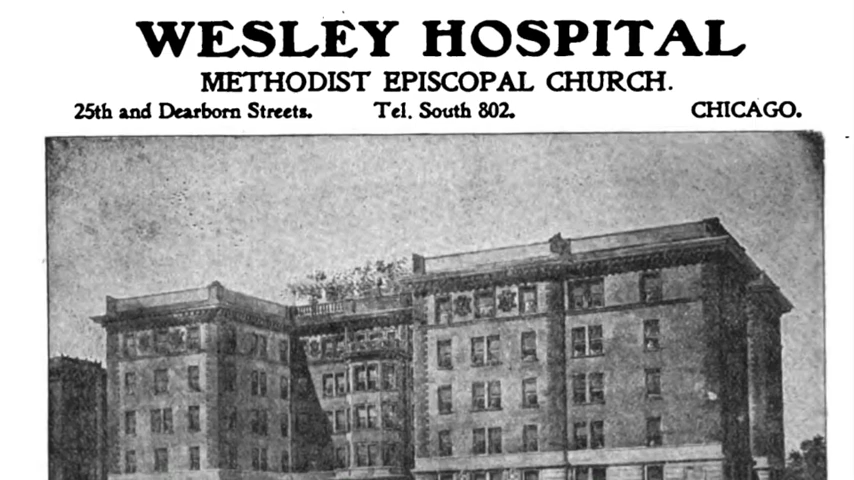 WESLEY HOSPITAL
METHODIST EPISCOPAL CHURCH.
25th and Dearborn Streets. Tel. South 802. CHICAGO.